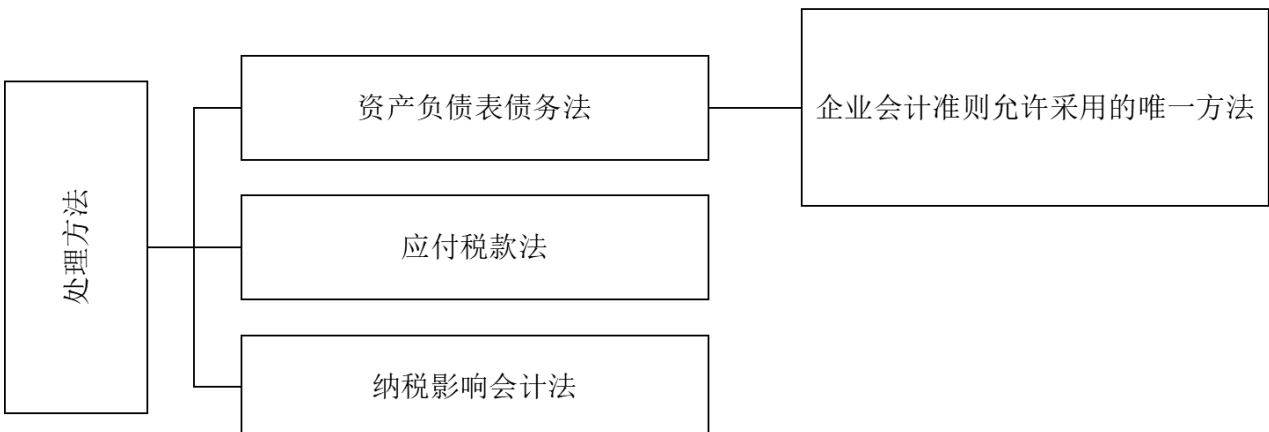 处理方法
资产负债表债务法
企业会计准则允许采用的唯一方法
应付税款法
纳税影响会计法